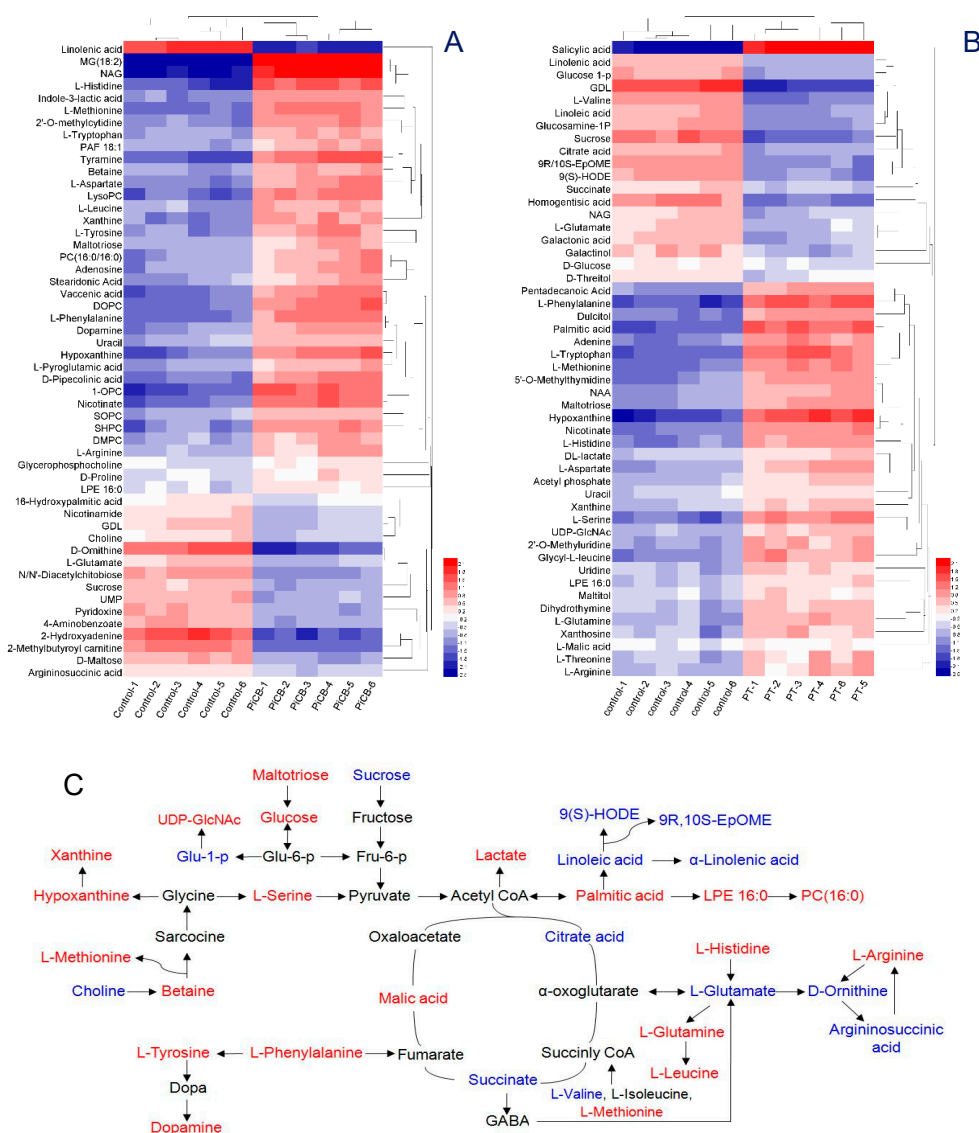 A
Linolenic acid
MG(18:2)
NAG
L-Histidine
Indole-3-lactic acid
L-Methionine
2'-O-methylcytidine
L-Tryptophan
PAF 18:1
Tyramine
Betaine
L-Aspartate
LysoPC
L-Leucine
Xanthine
L-Tyrosine
Maltotriose
PC(16:0/16:0)
Adenosine
Stearidonic Acid
Vaccenic acid
DOPC
L-Phenylalanine
Dopamine
Uracil
Hypoxanthine
L-Pyroglutamic acid
D-Pipecolinic acid
1-OPC
Nicotinate
SOPC
SHPC
DMPC
L-Arginine
Glycerophosphocholine
D-Proline
LPE 16:0
16-Hydroxypalmitic acid
Nicotinamide
GDL
Choline
D-Ornithine
L-Glutamate
N/N'-Diacetylchitobiose
Sucrose
UMP
Pyridoxine
4-Aminobenzoate
2-Hydroxyadenine
2-Methylbutyroyl carnitine
D-Maltose
Argininosuccinic acid
Control-1 Control-2 Control-3 Control-4 Control-5 Control-6 PICB-1 PICB-2 PICB-3 PICB-4 PICB-5 PICB-6
B
Salicylic acid
Linolenic acid
Glucose 1-p
GDL
L-Valine
Linoleic acid
Glucosamine-1P
Sucrose
Citrate acid
9R/10S-EpOME
9(S)-HODE
Succinate
Homogentisic acid
NAG
L-Glutamate
Galactonic acid
Galactinol
D-Glucose
D-Threitol
Pentadecanoic Acid
L-Phenylalanine
Dulcitol
Palmitic acid
Adenine
L-Tryptophan
L-Methionine
5'-O-Methylthymidine
NAA
Maltotriose
Hypoxanthine
Nicotinate
L-Histidine
DL-lactate
L-Aspartate
Acetyl phosphate
Uracil
Xanthine
L-Serine
UDP-GlcNAc
2'-O-Methyluridine
Glycyl-L-leucine
Uridine
LPE 16:0
Maltitol
Dihydrothymine
L-Glutamine
Xanthosine
L-Malic acid
L-Threonine
L-Arginine
control-1 control-2 control-3 control-4 control-5 control-6 PT-1 PT-2 PT-3 PT-4 PT-6 PT-5
C
Maltotriose Sucrose
UDP-GlcNAc Glucose Fructose
9(S)-HODE 9R,10S-EpOME
Xanthine Glu-1-p Glu-6-p Fru-6-p Lactate Linoleic acid α-Linolenic acid
Hypoxanthine Glycine L-Serine Pyruvate Acetyl CoA Palmitic acid LPE 16:0 PC(16:0)
Sarcocine Oxaloacetate Citrate acid
L-Methionine L-Histidine L-Arginine
Choline Betaine Malic acid α-oxoglutarate L-Glutamate D-Ornithine
L-Glutamine Argininosuccinic
acid
L-Tyrosine L-Phenylalanine Fumarate Succinly CoA L-Leucine
Dopa Succinate L-Valine, L-Isoleucine,
L-Methionine
Dopamine GABA